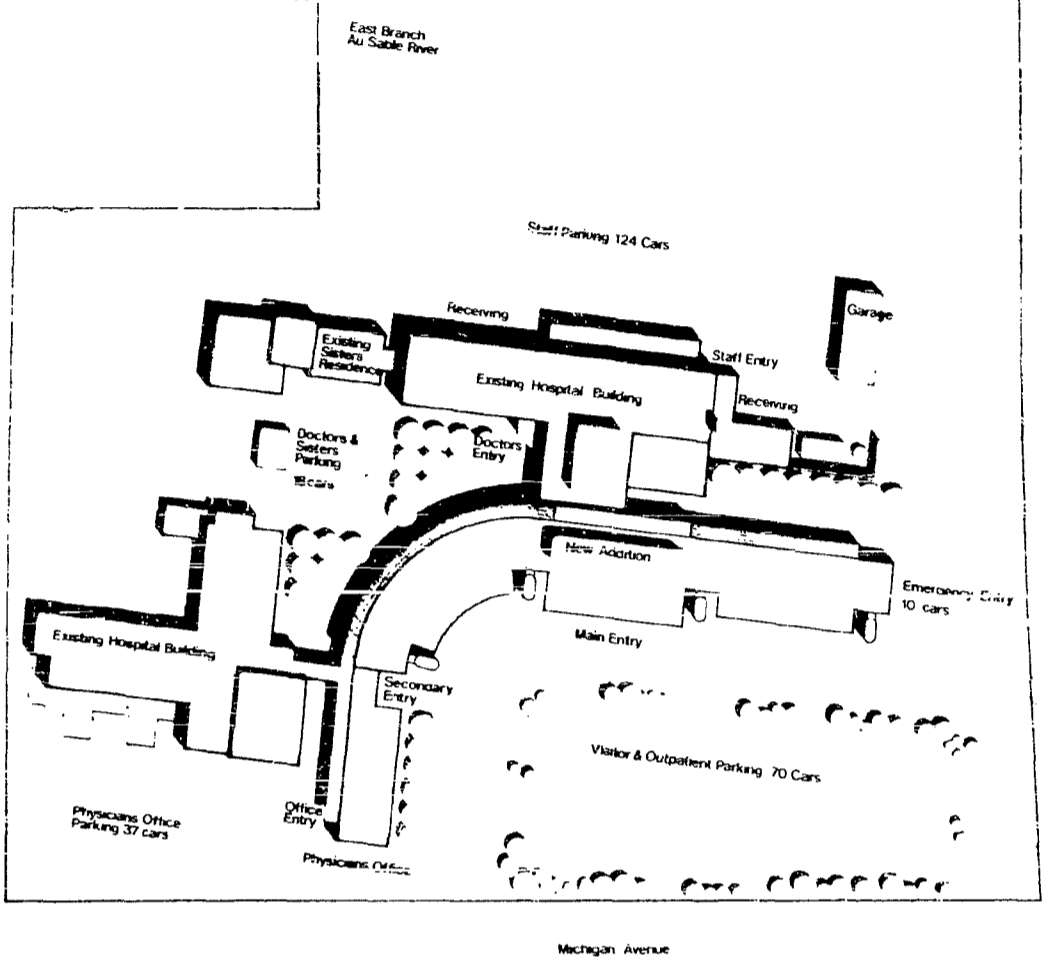 East Branch
Au Sable River
Staff Parking 124 Cars
Receiving
Garage
Existing
Sisters
Residence
Staff Entry
Existing Hospital Building
Receiving
Doctors &
Sisters
Parking
18 cars
Doctors
Entry
New Addition
Emergency Entry
10 cars
Main Entry
Existing Hospital Building
Secondary
Entry
Visitor & Outpatient Parking 70 Cars
Physicians Office
Parking 37 cars
Office
Entry
Physicians Office
Michigan Avenue